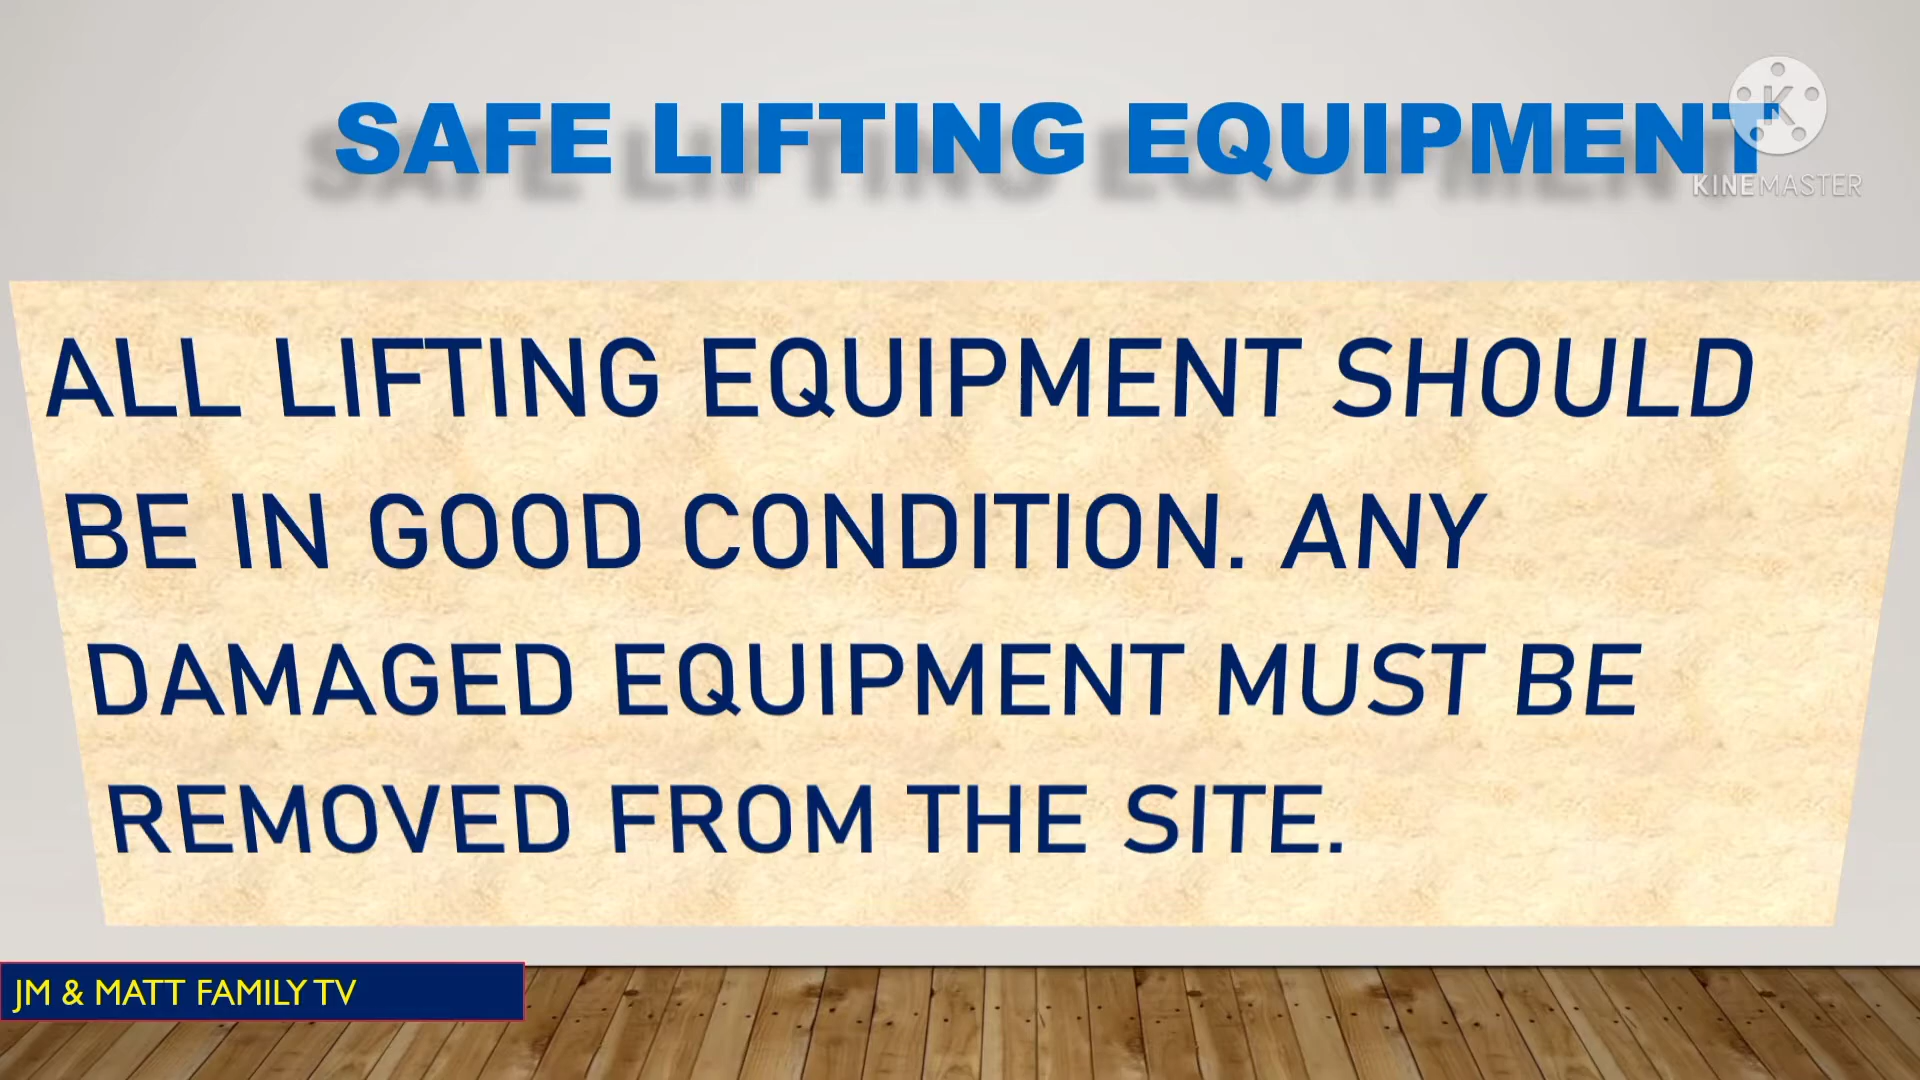 SAFE LIFTING EQUIPMENT
K
KINEMASTER
ALL LIFTING EQUIPMENT SHOULD
BE IN GOOD CONDITION. ANY
DAMAGED EQUIPMENT MUST BE
REMOVED FROM THE SITE.
JM & MATT FAMILY TV